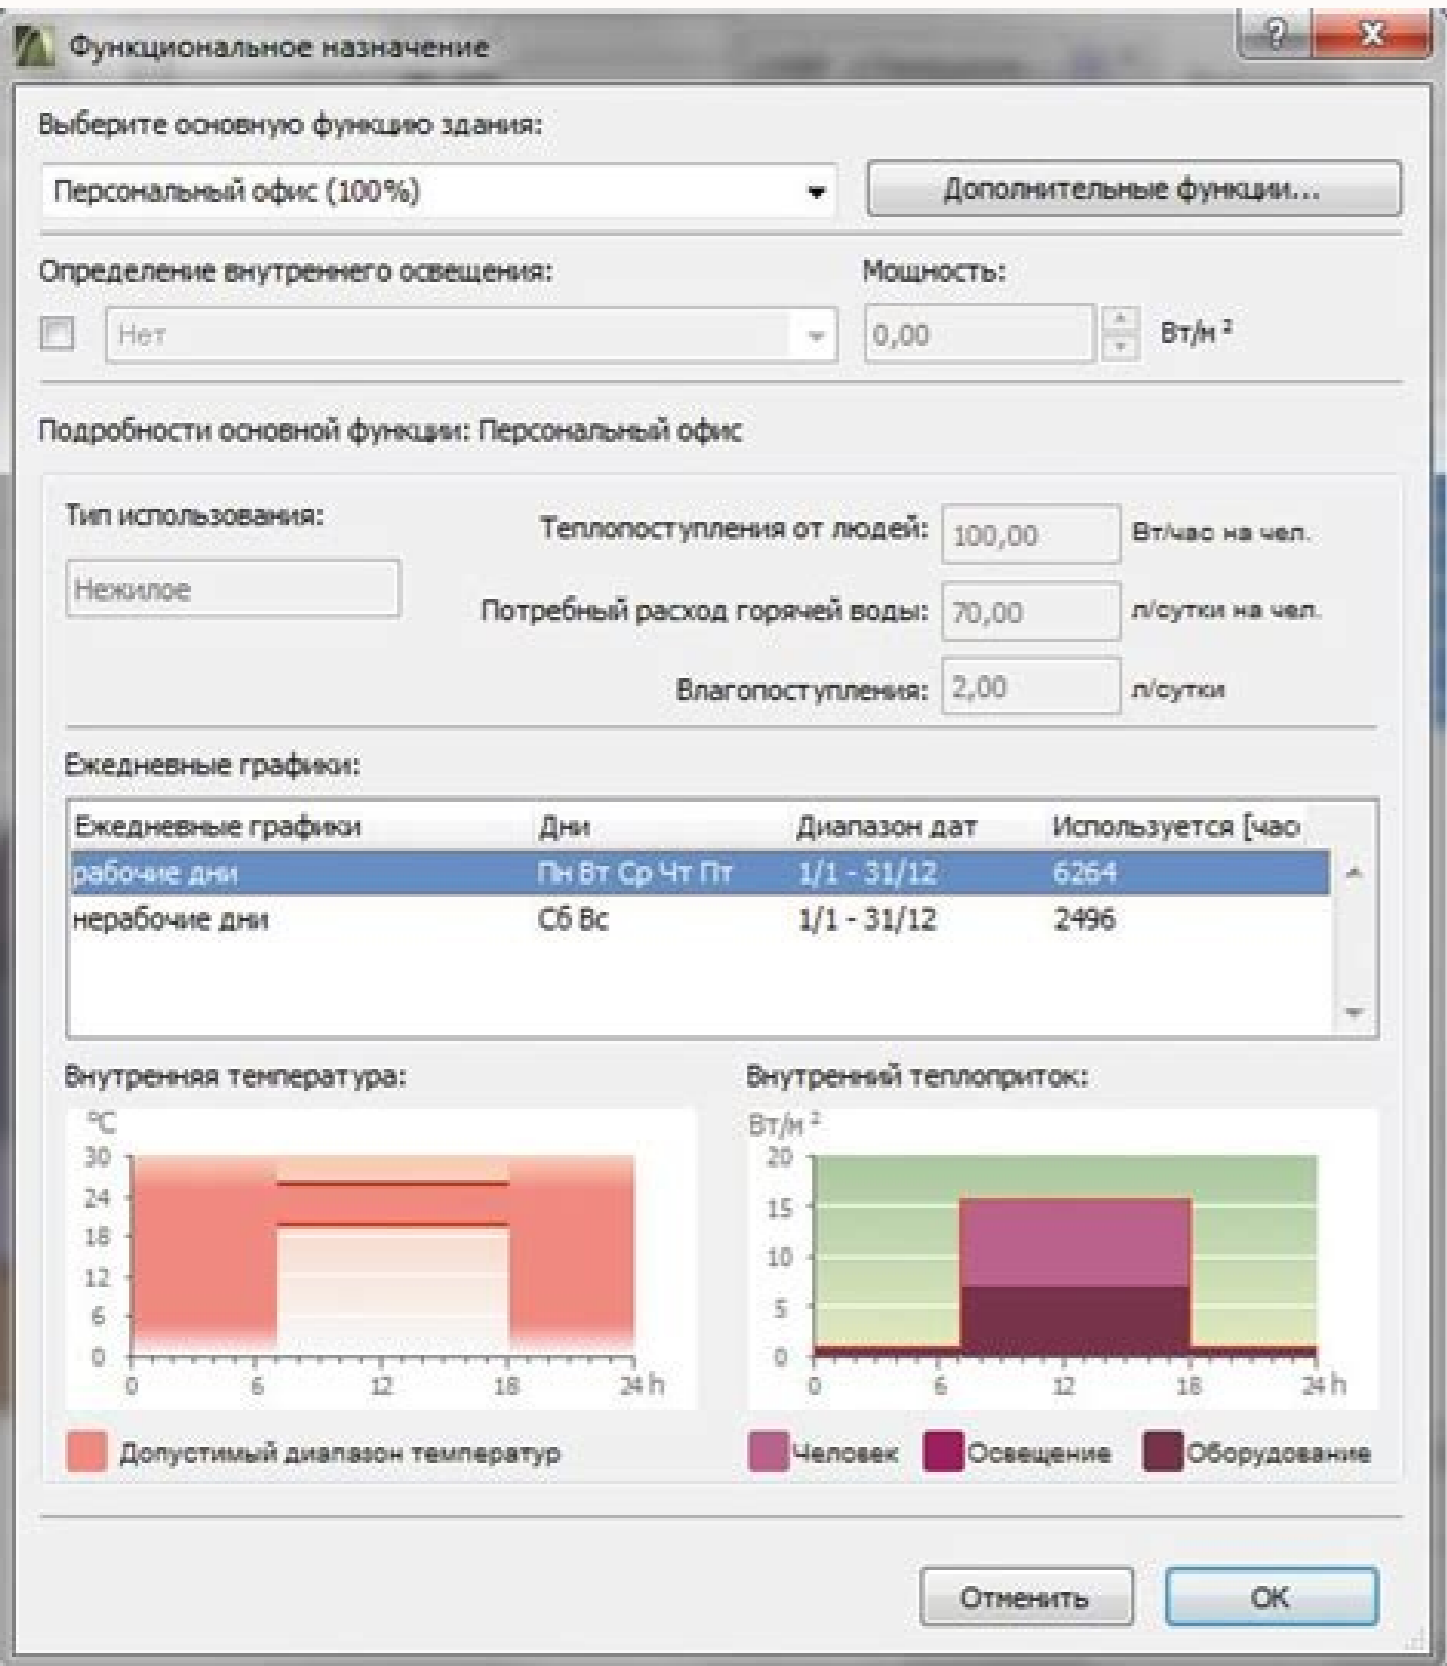 Функциональное назначение
Выберите основную функцию здания:
Персональный офис (100%) Дополнительные функции...
Определение внутреннего освещения: Мощность:
Нет 0,00 Вт/м ²
Подробности основной функции: Персональный офис
Тип использования: Теплопоступления от людей: 100,00 Вт/час на чел.
Нежилое Потребный расход горячей воды: 70,00 л/сутки на чел.
Влагопоступления: 2,00 л/сутки
Ежедневные графики:
Ежедневные графики Дни Диапазон дат Используется [часо
рабочие дни Пн Вт Ср Чт Пт 1/1 - 31/12 6264
нерабочие дни Сб Вс 1/1 - 31/12 2496
Внутренняя температура: Внутренний теплоприток:
°C Вт/м ²
30 20
24 15
18 10
12 5
6 0
0
0 6 12 18 24 h 0 6 12 18 24 h
Допустимый диапазон температур Человек Освещение Оборудование
Отменить ОК